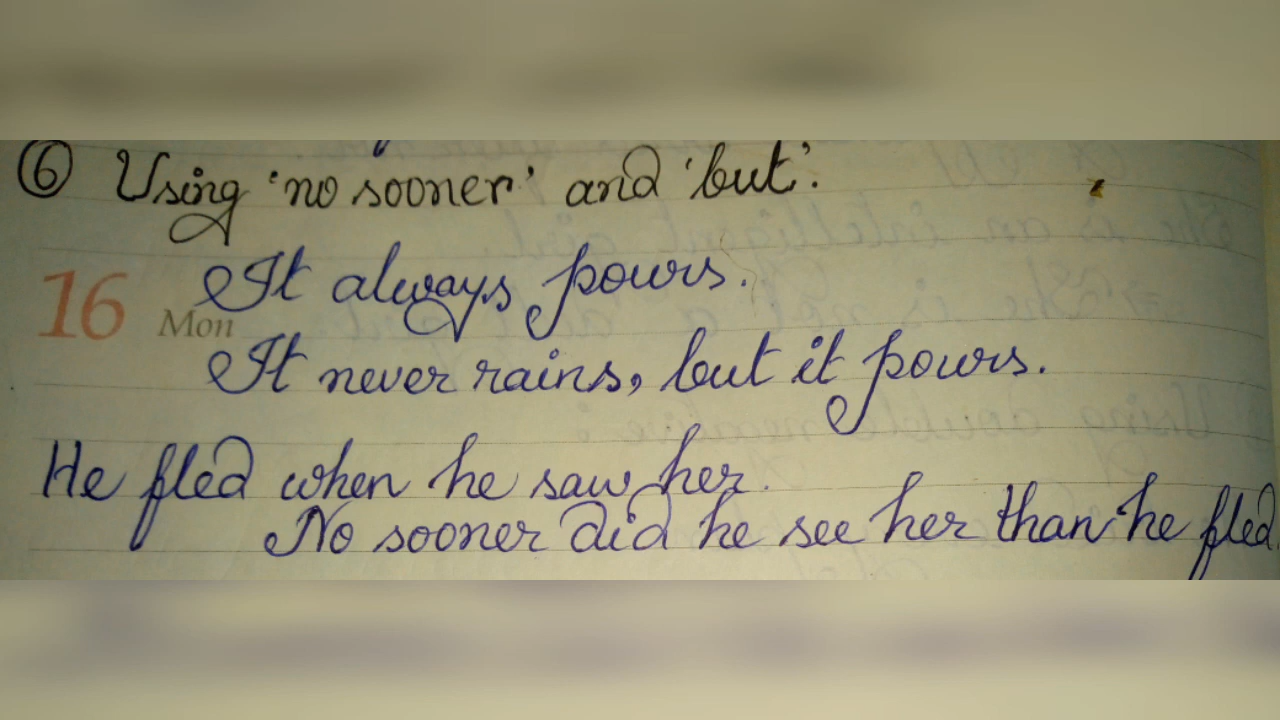 6 Using 'no sooner' and 'but'.
It always pours.
16 Mon
It never rains, but it pours.
He fled when he saw her.
No sooner did he see her than he fled.